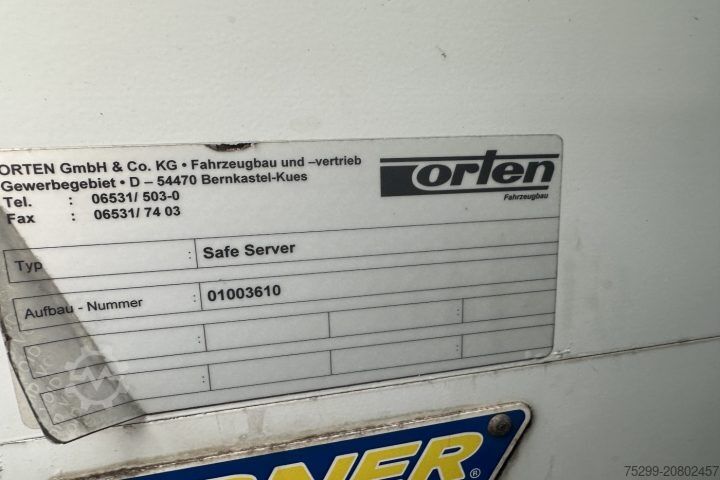 ORTEN GmbH & Co. KG • Fahrzeugbau und –vertrieb
Gewerbegebiet • D – 54470 Bernkastel-Kues
Tel. : 06531/ 503-0
Fax : 06531/ 74 03
orten
Fahrzeugbau
Typ : Safe Server
Aufbau - Nummer : 01003610
:
:
®
75299-20802457